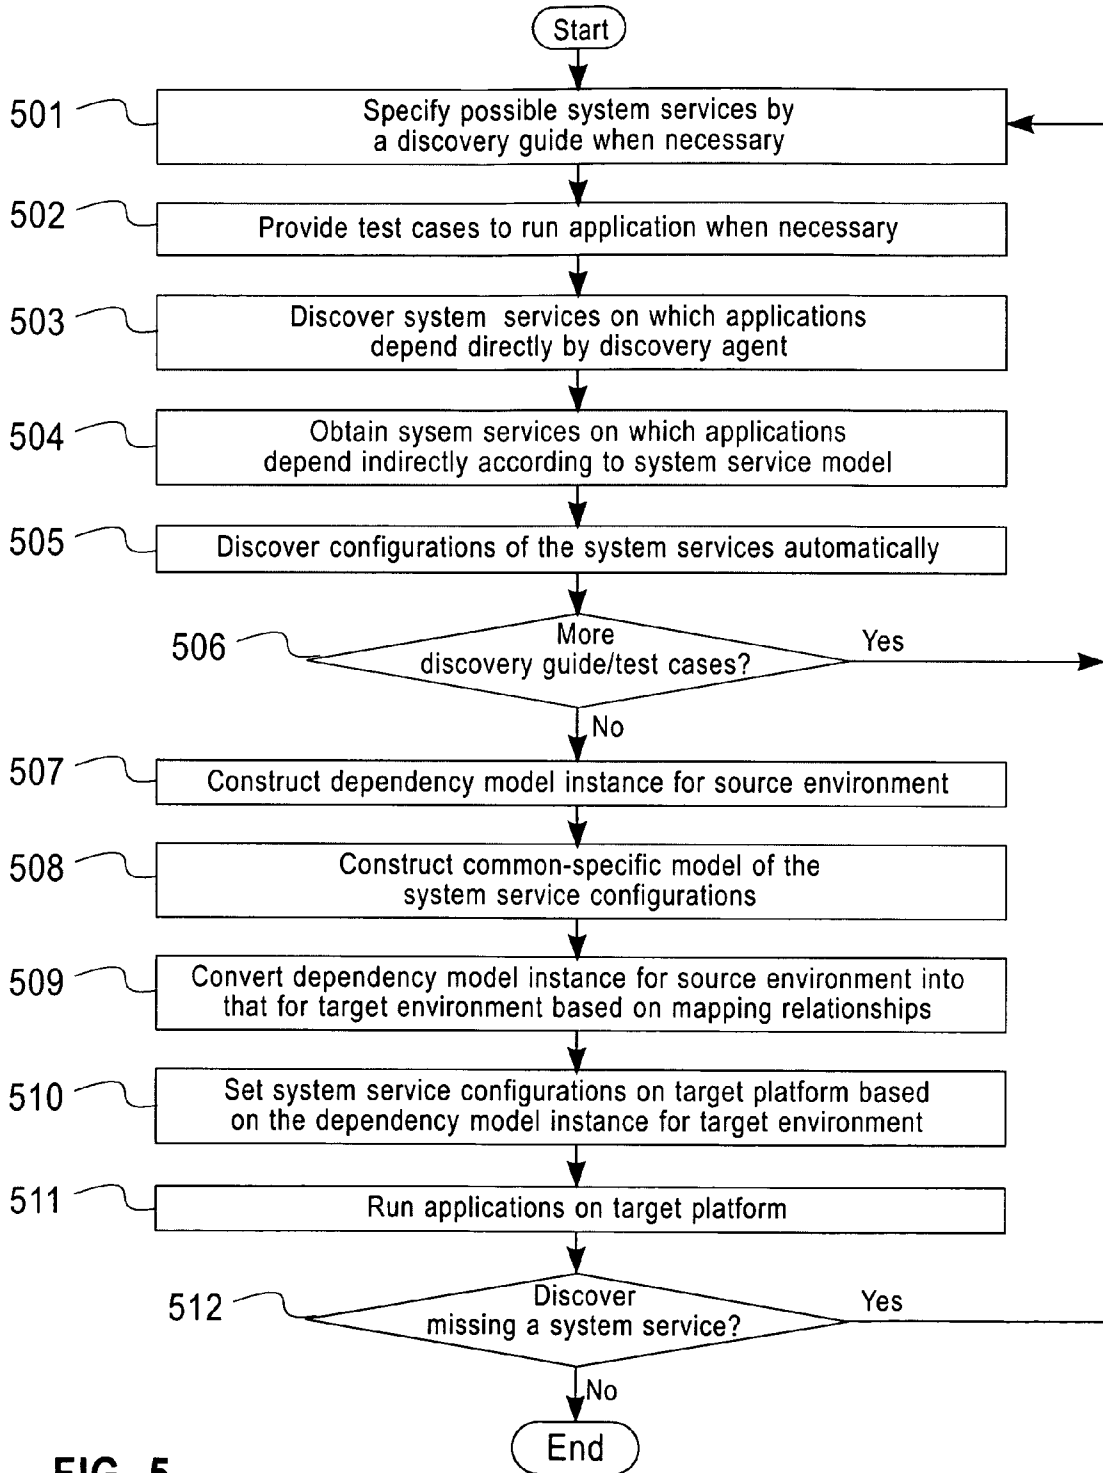 Start
501
Specify possible system services by
a discovery guide when necessary
502
Provide test cases to run application when necessary
503
Discover system services on which applications
depend directly by discovery agent
504
Obtain sysem services on which applications
depend indirectly according to system service model
505
Discover configurations of the system services automatically
506
More
discovery guide/test cases?
Yes
No
507
Construct dependency model instance for source environment
508
Construct common-specific model of the
system service configurations
509
Convert dependency model instance for source environment into
that for target environment based on mapping relationships
510
Set system service configurations on target platform based
on the dependency model instance for target environment
511
Run applications on target platform
512
Discover
missing a system service?
Yes
No
End
FIG. 5